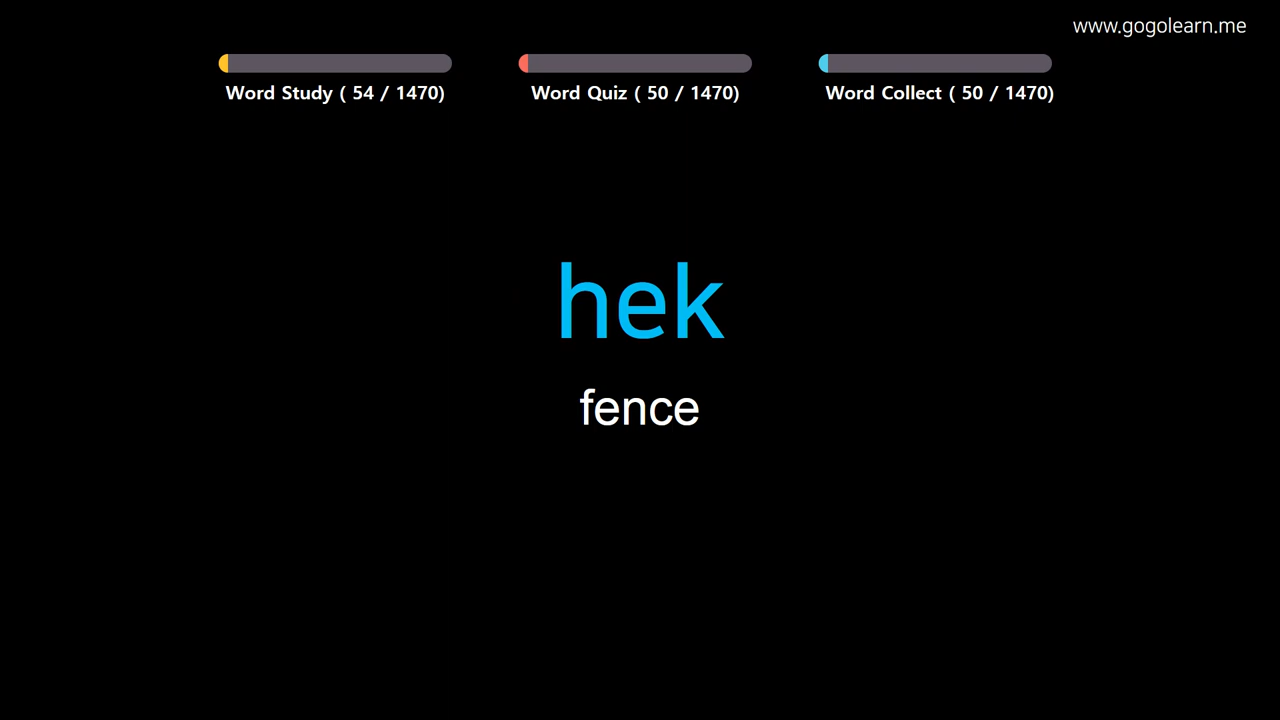 www.gogolearn.me
Word Study ( 54 / 1470)
Word Quiz ( 50 / 1470)
Word Collect ( 50 / 1470)
hek
fence